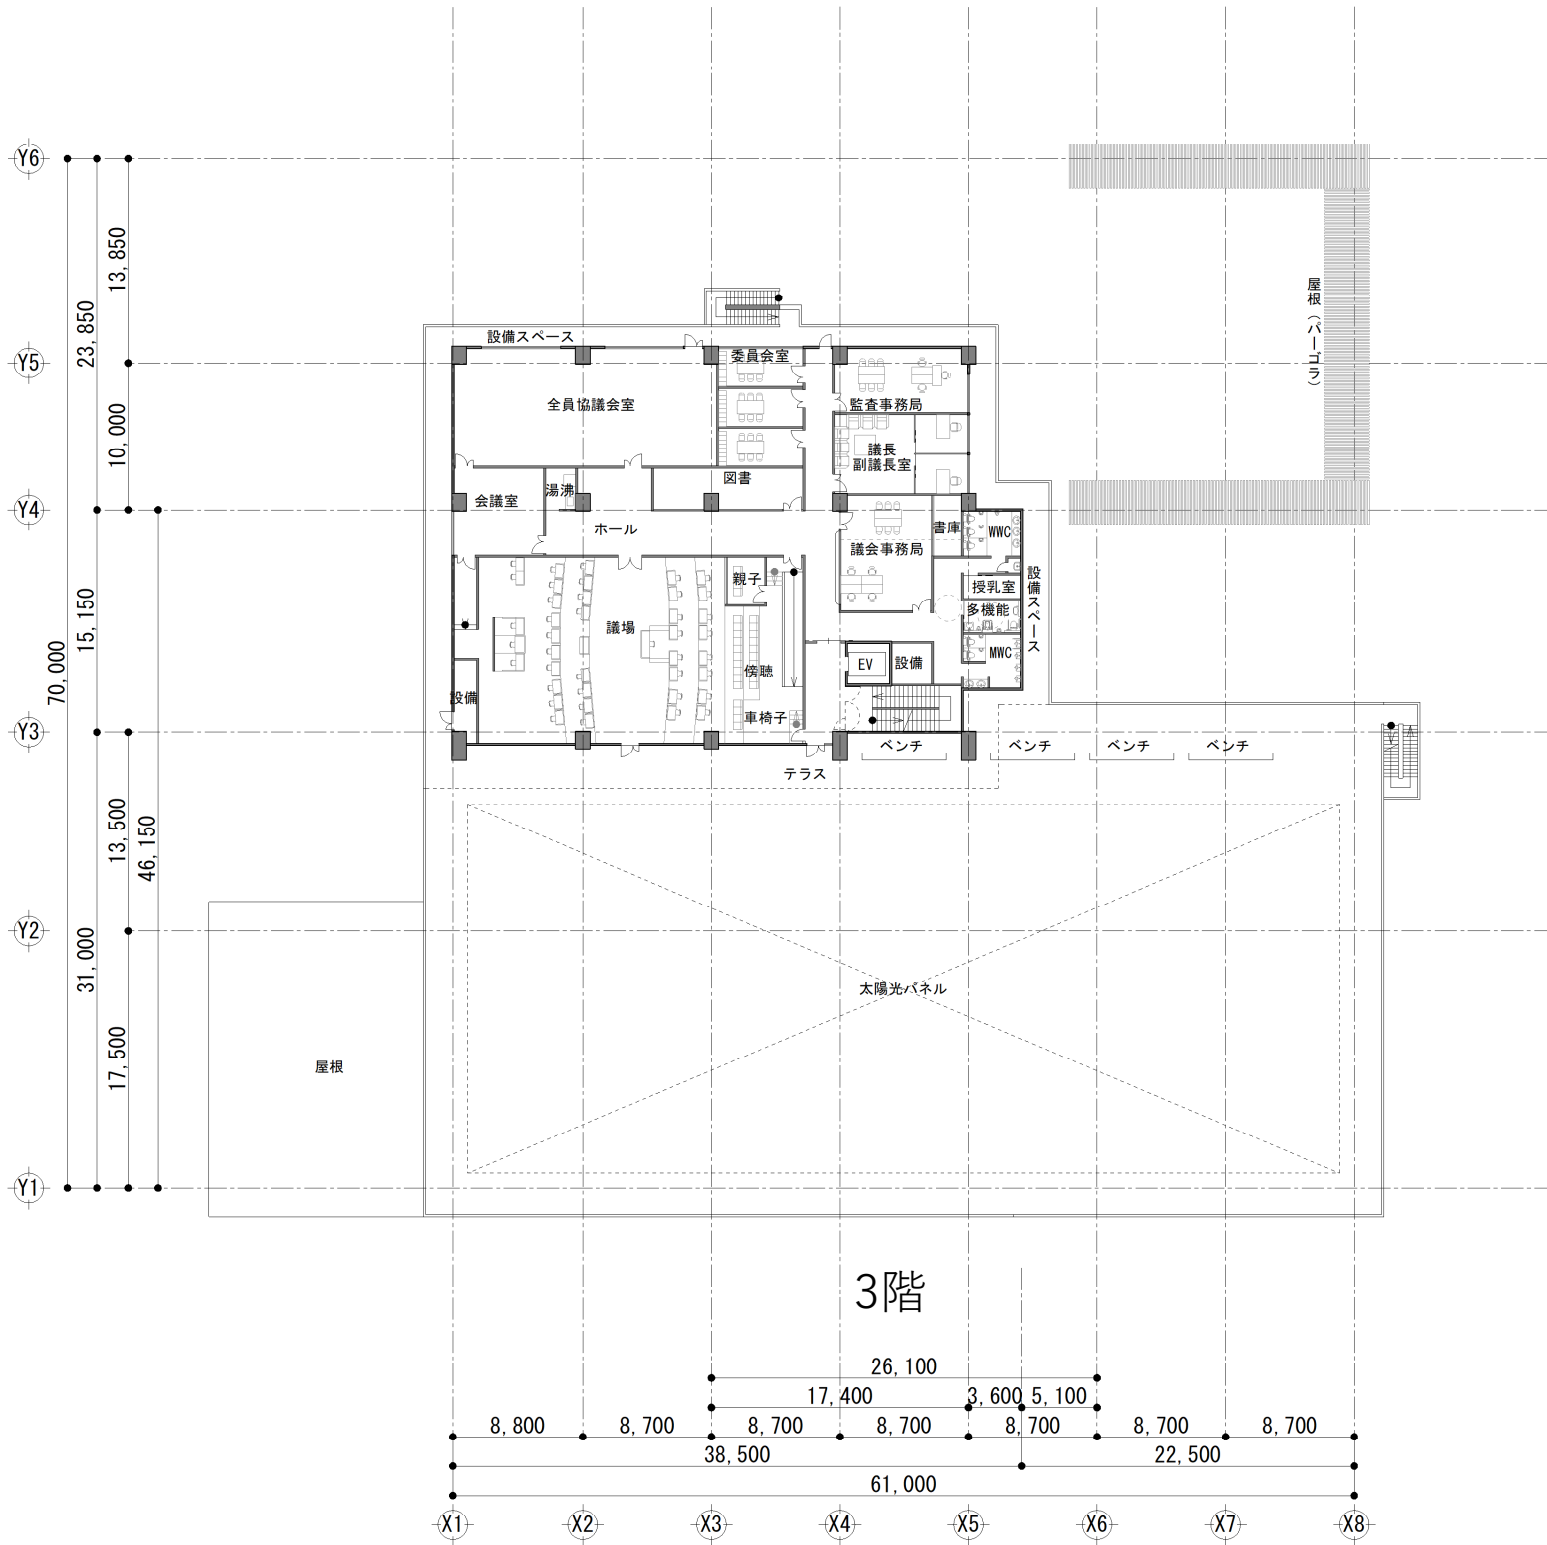 Y6
Y5
Y4
Y3
Y2
Y1
13,850
23,850
10,000
15,150
70,000
13,500
46,150
31,000
17,500
屋根（パーゴラ）
設備スペース
委員会室
全員協議会室
監査事務局
議長
副議長室
図書
湯沸
会議室
ホール
書庫
WWC
議会事務局
設備スペース
親子
授乳室
多機能
議場
MWC
EV
設備
傍聴
設備
車椅子
ベンチ
ベンチ
ベンチ
ベンチ
テラス
太陽光パネル
屋根
3階
26,100
17,400
3,600
5,100
8,800
8,700
8,700
8,700
8,700
8,700
8,700
38,500
22,500
61,000
X1
X2
X3
X4
X5
X6
X7
X8